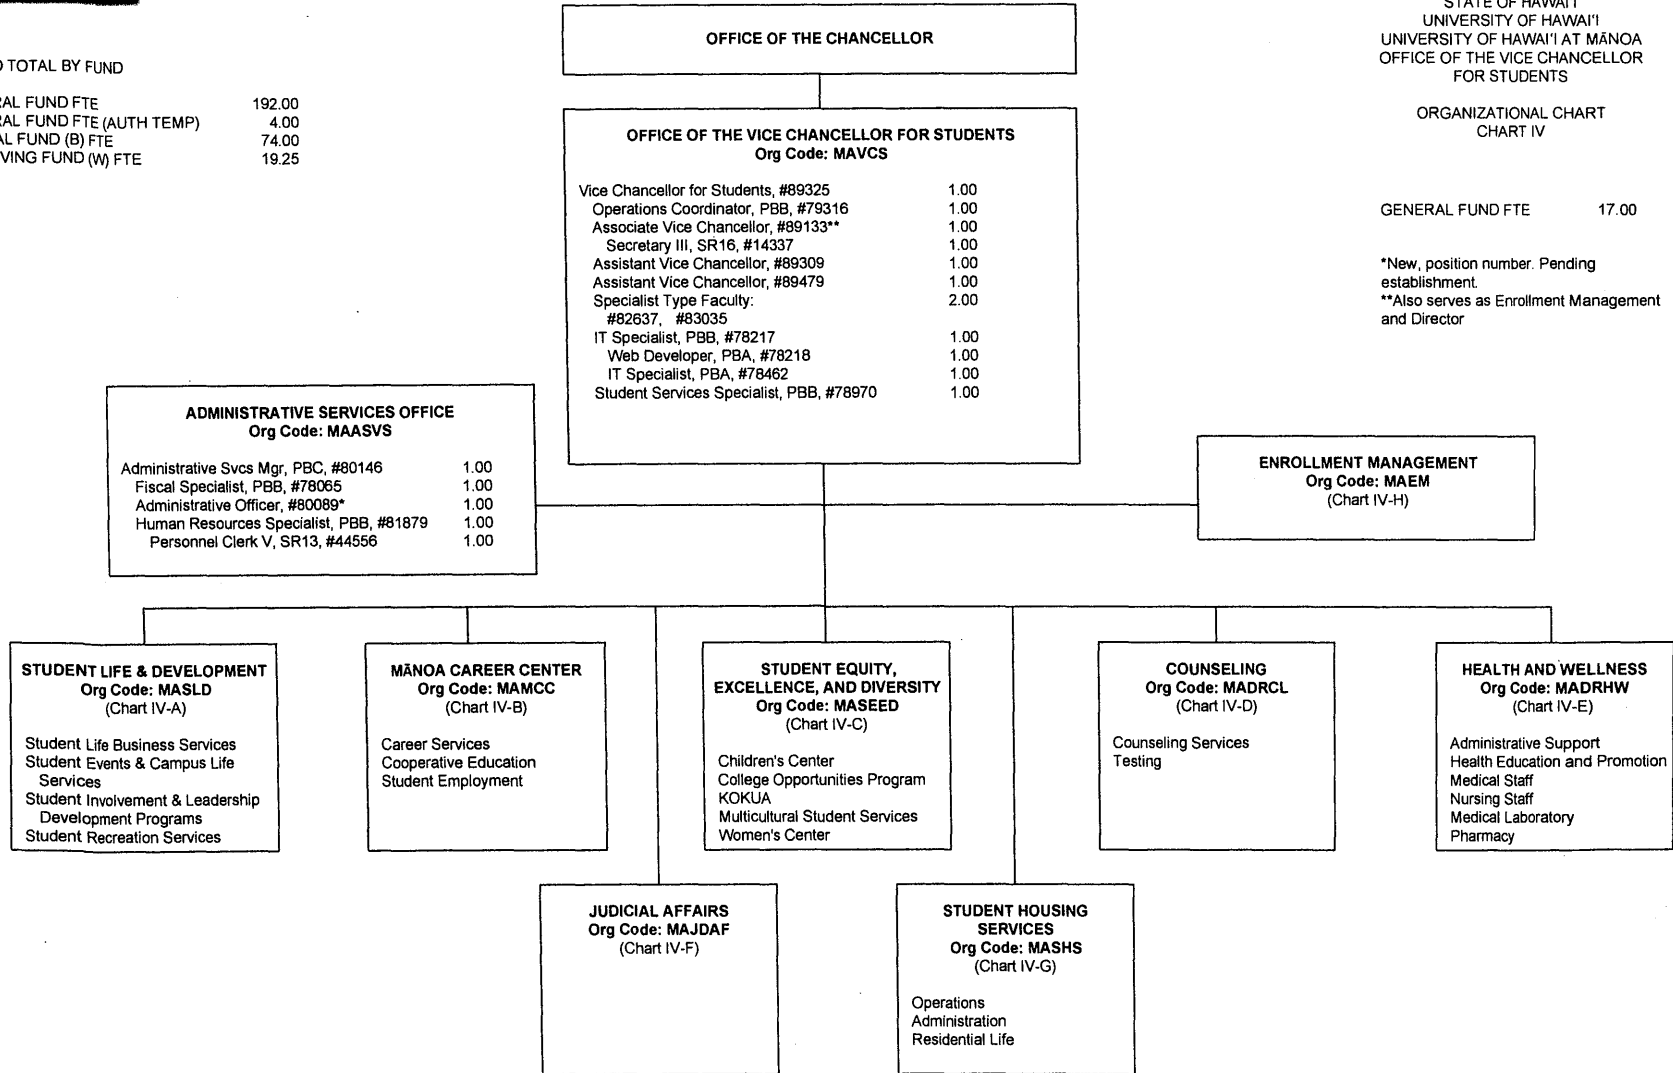 OFFICE OF THE CHANCELLOR
STATE OF HAWAI'I
UNIVERSITY OF HAWAI'I
UNIVERSITY OF HAWAI'I AT MĀNOA
OFFICE OF THE VICE CHANCELLOR
FOR STUDENTS
ORGANIZATIONAL CHART
CHART IV
GENERAL FUND FTE 17.00
*New, position number. Pending
establishment.
**Also serves as Enrollment Management
and Director
TOTAL BY FUND
FUND FTE 192.00
FUND FTE (AUTH TEMP) 4.00
FUND (B) FTE 74.00
FUND (W) FTE 19.25
OFFICE OF THE VICE CHANCELLOR FOR STUDENTS
Org Code: MAVCS
Vice Chancellor for Students, #89325 1.00
Operations Coordinator, PBB, #79316 1.00
Associate Vice Chancellor, #89133** 1.00
Secretary III, SR16, #14337 1.00
Assistant Vice Chancellor, #89309 1.00
Assistant Vice Chancellor, #89479 1.00
Specialist Type Faculty: 2.00
#82637, #83035
IT Specialist, PBB, #78217 1.00
Web Developer, PBA, #78218 1.00
IT Specialist, PBA, #78462 1.00
Student Services Specialist, PBB, #78970 1.00
ADMINISTRATIVE SERVICES OFFICE
Org Code: MAASVS
Administrative Svcs Mgr, PBC, #80146 1.00
Fiscal Specialist, PBB, #78065 1.00
Administrative Officer, #80089* 1.00
Human Resources Specialist, PBB, #81879 1.00
Personnel Clerk V, SR13, #44556 1.00
ENROLLMENT MANAGEMENT
Org Code: MAEM
(Chart IV-H)
STUDENT LIFE & DEVELOPMENT
Org Code: MASLD
(Chart IV-A)
Student Life Business Services
Student Events & Campus Life
Services
Student Involvement & Leadership
Development Programs
Student Recreation Services
MĀNOA CAREER CENTER
Org Code: MAMCC
(Chart IV-B)
Career Services
Cooperative Education
Student Employment
STUDENT EQUITY,
EXCELLENCE, AND DIVERSITY
Org Code: MASEED
(Chart IV-C)
Children's Center
College Opportunities Program
KOKUA
Multicultural Student Services
Women's Center
COUNSELING
Org Code: MADRCL
(Chart IV-D)
Counseling Services
Testing
HEALTH AND WELLNESS
Org Code: MADRHW
(Chart IV-E)
Administrative Support
Health Education and Promotion
Medical Staff
Nursing Staff
Medical Laboratory
Pharmacy
JUDICIAL AFFAIRS
Org Code: MAJDAF
(Chart IV-F)
STUDENT HOUSING
SERVICES
Org Code: MASHS
(Chart IV-G)
Operations
Administration
Residential Life